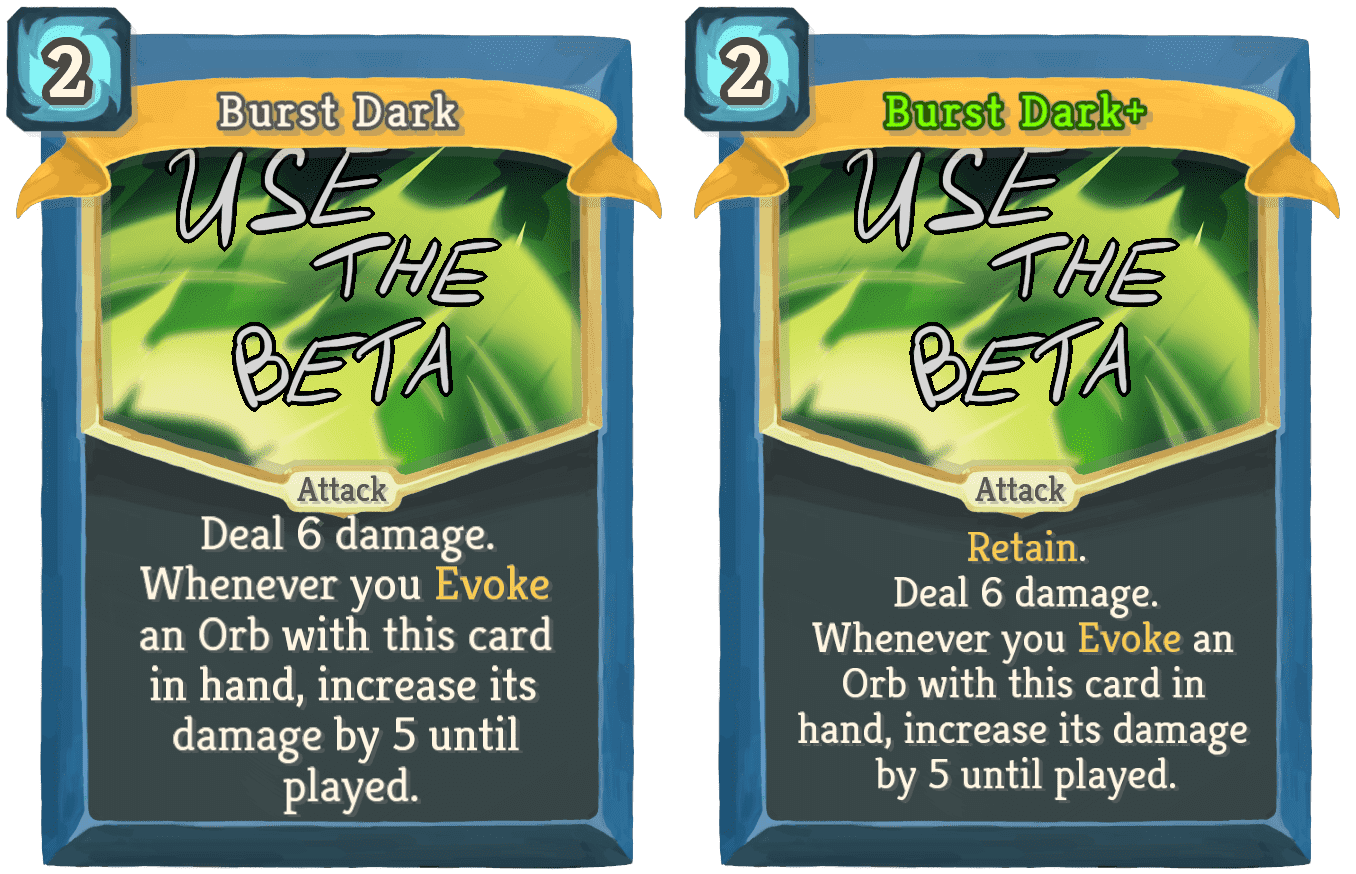 2
Burst Dark
USE
THE
BETA
Attack
Deal 6 damage.
Whenever you Evoke
an Orb with this card
in hand, increase its
damage by 5 until
played.
2
Burst Dark+
USE
THE
BETA
Attack
Retain.
Deal 6 damage.
Whenever you Evoke an
Orb with this card in
hand, increase its damage
by 5 until played.